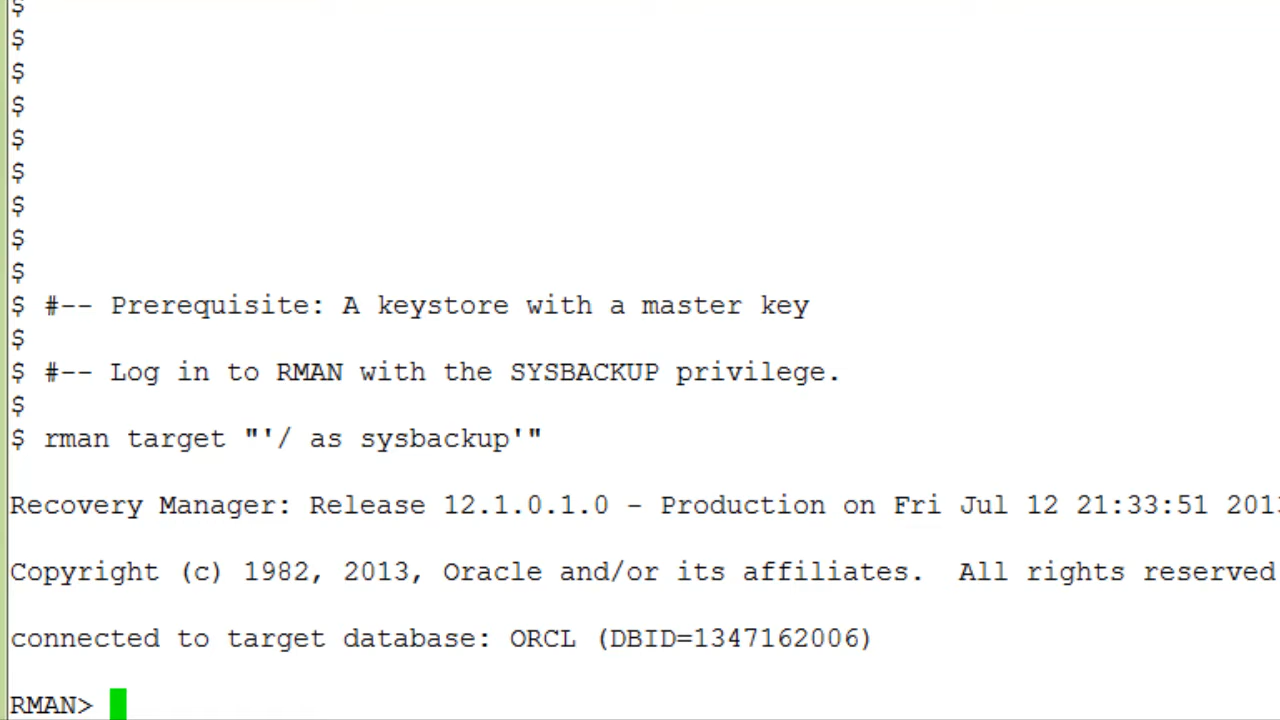 $
$
$
$
$
$
$
$
$
$ #-- Prerequisite: A keystore with a master key
$
$ #-- Log in to RMAN with the SYSBACKUP privilege.
$
$ rman target "'/ as sysbackup'"
Recovery Manager: Release 12.1.0.1.0 - Production on Fri Jul 12 21:33:51 2013
Copyright (c) 1982, 2013, Oracle and/or its affiliates.  All rights reserved
connected to target database: ORCL (DBID=1347162006)
RMAN>